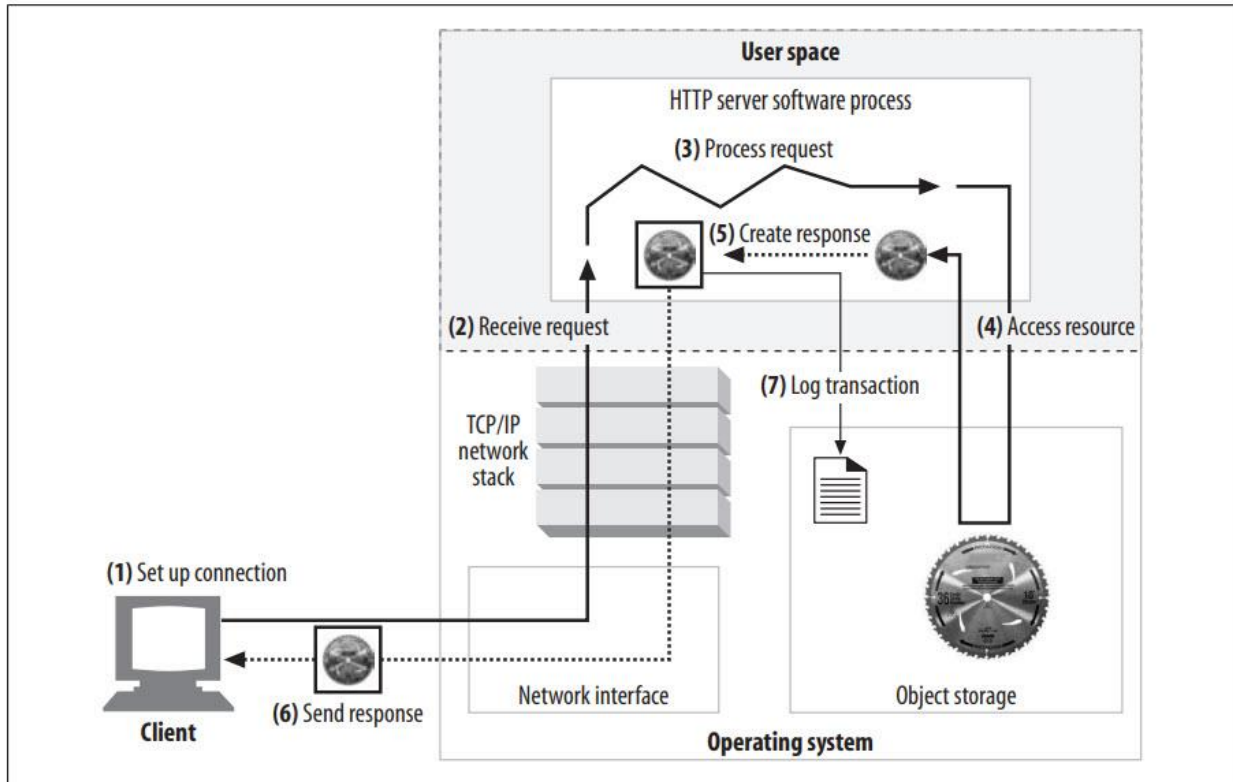 User space
HTTP server software process
(3) Process request
(5) Create response
(2) Receive request
(4) Access resource
(7) Log transaction
TCP/IP
network
stack
(1) Set up connection
36
10"
(6) Send response
Network interface
Object storage
Client
Operating system